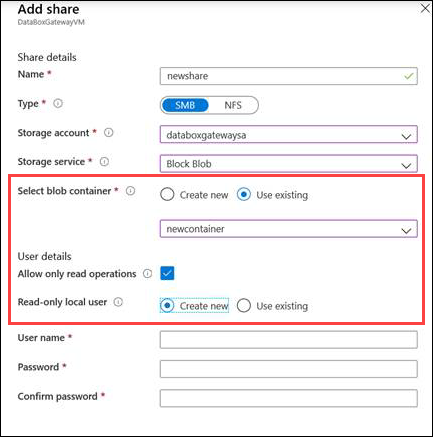 Add share
DataBoxGatewayVM
Share details
Name * newshare
Type * SMB NFS
Storage account * databoxgatewaysa
Storage service * Block Blob
Select blob container * Create new Use existing
newcontainer
User details
Allow only read operations
Read-only local user Create new Use existing
User name *
Password *
Confirm password *